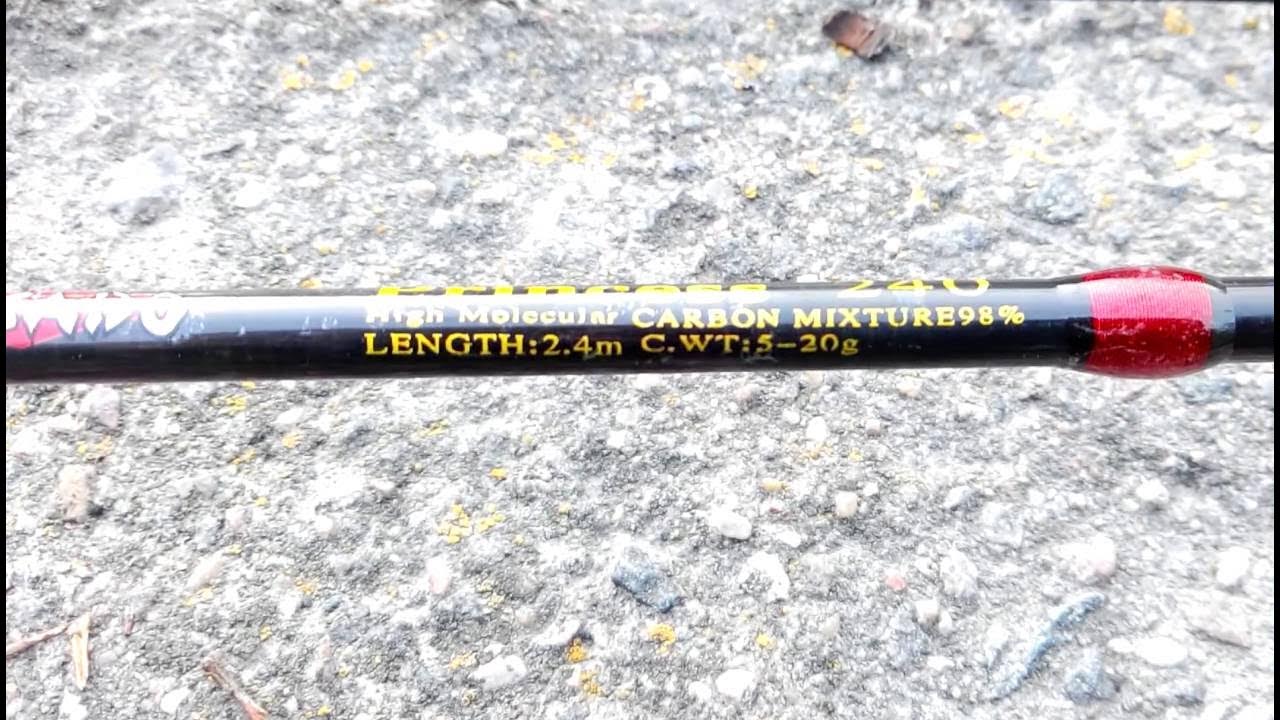 Princess 240
High Molecular CARBON MIXTURE98%
LENGTH:2.4m C.WT:5-20g